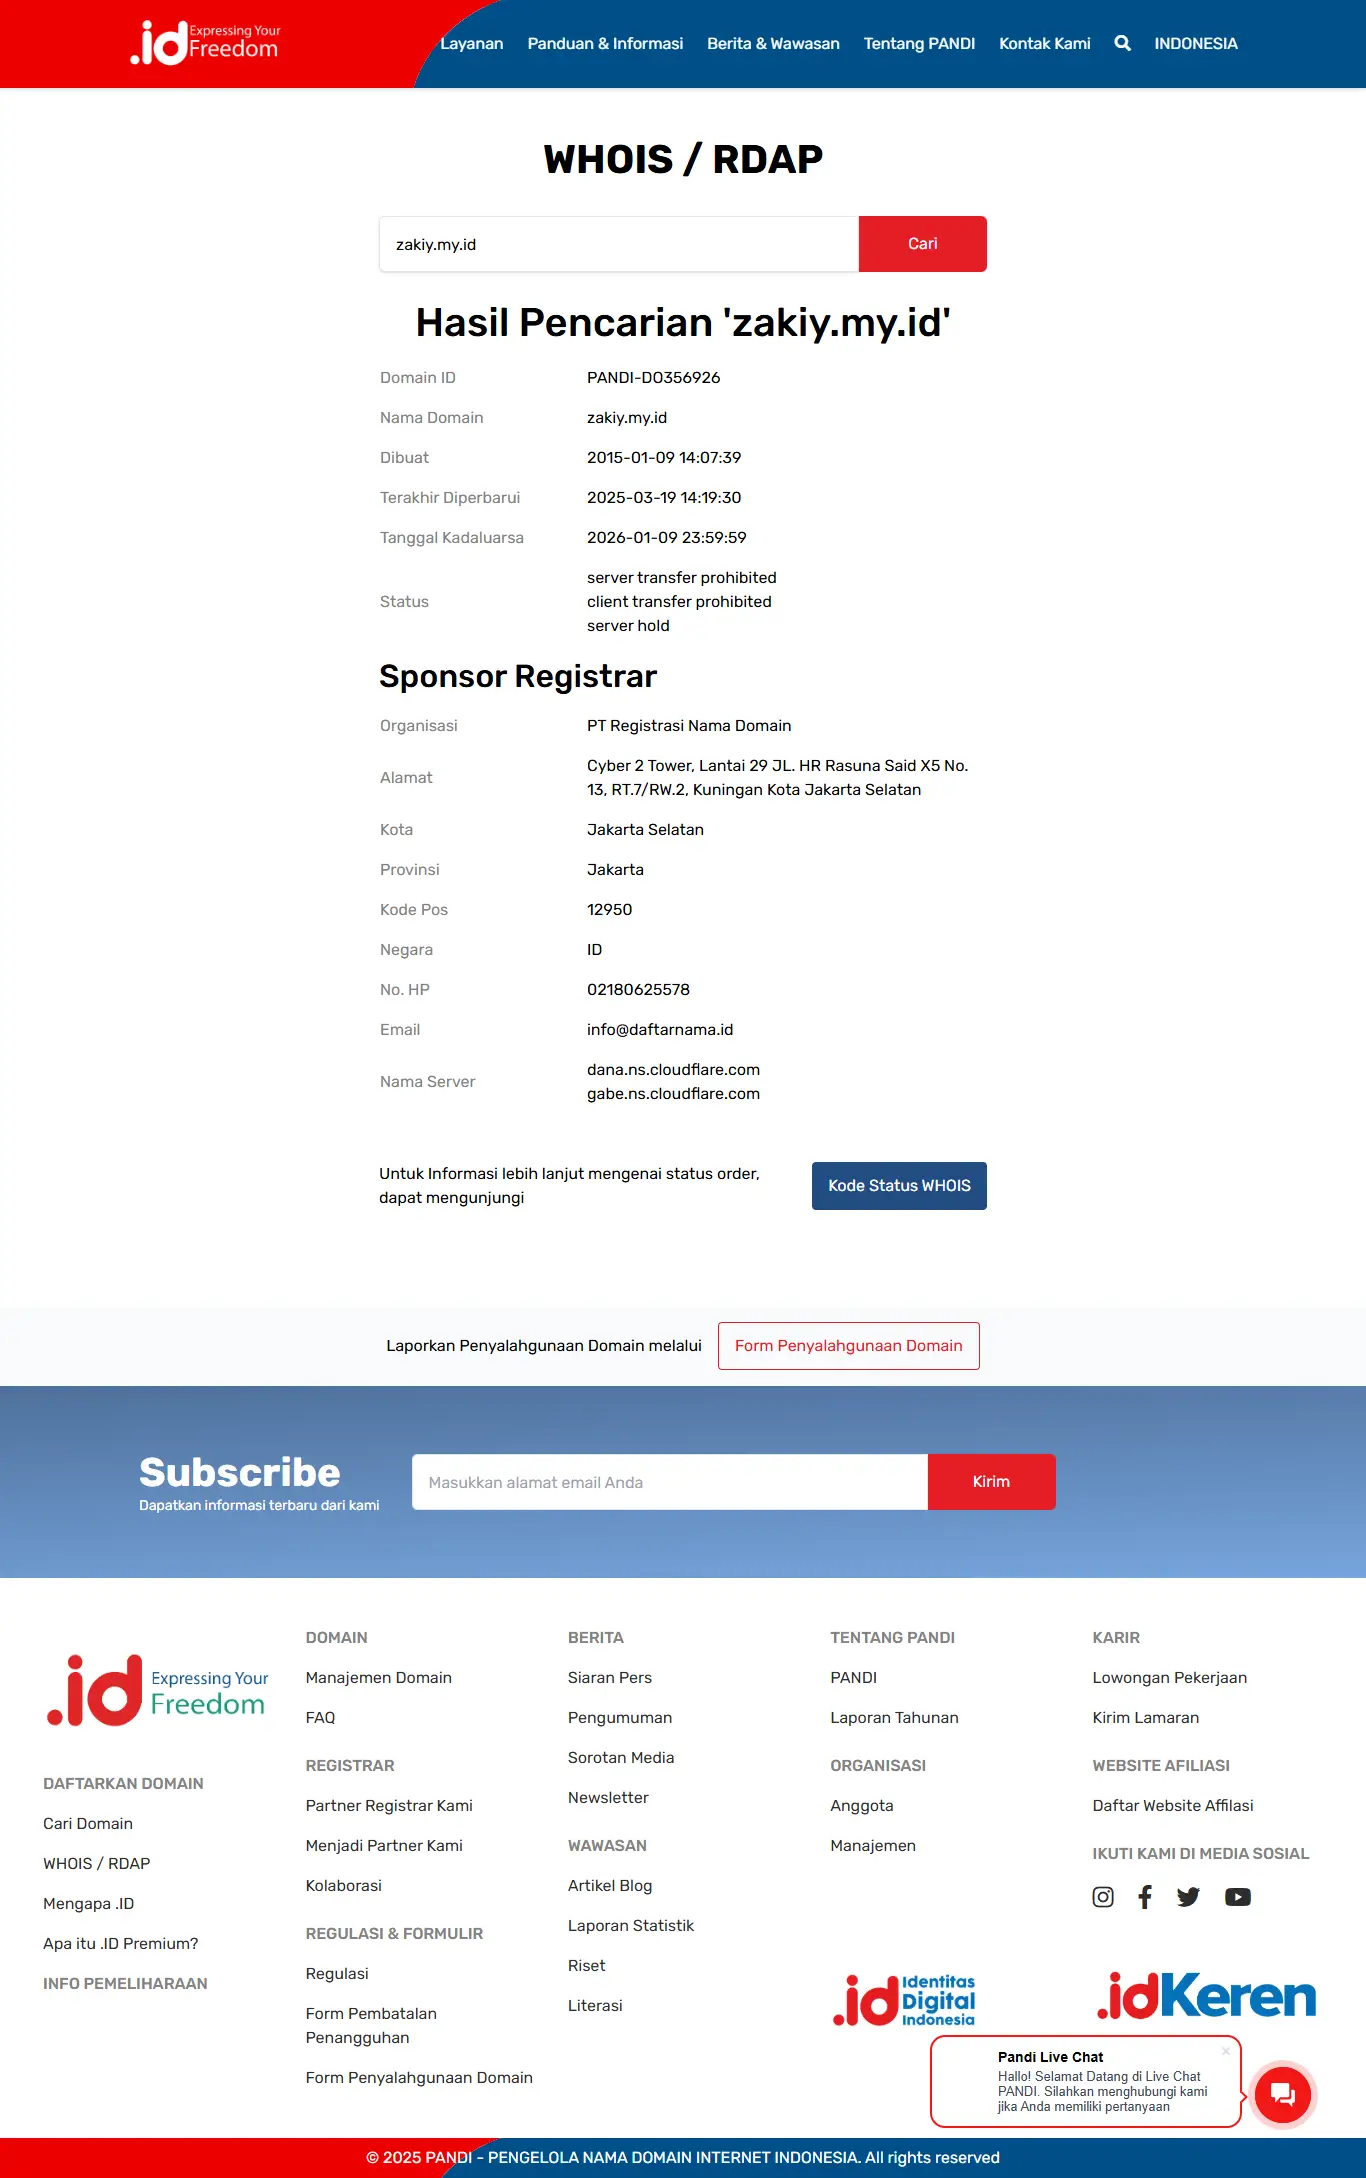 .id Expressing Your Freedom
Layanan
Panduan & Informasi
Berita & Wawasan
Tentang PANDI
Kontak Kami
INDONESIA
WHOIS / RDAP
zakiy.my.id
Cari
Hasil Pencarian 'zakiy.my.id'
Domain ID PANDI-DO356926
Nama Domain zakiy.my.id
Dibuat 2015-01-09 14:07:39
Terakhir Diperbarui 2025-03-19 14:19:30
Tanggal Kadaluarsa 2026-01-09 23:59:59
Status
server transfer prohibited
client transfer prohibited
server hold
Sponsor Registrar
Organisasi PT Registrasi Nama Domain
Alamat
Cyber 2 Tower, Lantai 29 JL. HR Rasuna Said X5 No.
13, RT.7/RW.2, Kuningan Kota Jakarta Selatan
Kota Jakarta Selatan
Provinsi Jakarta
Kode Pos 12950
Negara ID
No. HP 02180625578
Email info@daftarnama.id
Nama Server
dana.ns.cloudflare.com
gabe.ns.cloudflare.com
Untuk Informasi lebih lanjut mengenai status order,
dapat mengunjungi
Kode Status WHOIS
Laporkan Penyalahgunaan Domain melalui
Form Penyalahgunaan Domain
Subscribe
Dapatkan informasi terbaru dari kami
Masukkan alamat email Anda
Kirim
.id Expressing Your Freedom
DAFTARKAN DOMAIN
Cari Domain
WHOIS / RDAP
Mengapa .ID
Apa itu .ID Premium?
INFO PEMELIHARAAN
DOMAIN
Manajemen Domain
FAQ
REGISTRAR
Partner Registrar Kami
Menjadi Partner Kami
Kolaborasi
REGULASI & FORMULIR
Regulasi
Form Pembatalan
Penangguhan
Form Penyalahgunaan Domain
BERITA
Siaran Pers
Pengumuman
Sorotan Media
Newsletter
WAWASAN
Artikel Blog
Laporan Statistik
Riset
Literasi
TENTANG PANDI
PANDI
Laporan Tahunan
ORGANISASI
Anggota
Manajemen
KARIR
Lowongan Pekerjaan
Kirim Lamaran
WEBSITE AFILIASI
Daftar Website Affilasi
IKUTI KAMI DI MEDIA SOSIAL
.id Identitas Digital Indonesia
.idKeren
Pandi Live Chat
Hallo! Selamat Datang di Live Chat
PANDI. Silahkan menghubungi kami
jika Anda memiliki pertanyaan
© 2025 PANDI - PENGELOLA NAMA DOMAIN INTERNET INDONESIA. All rights reserved